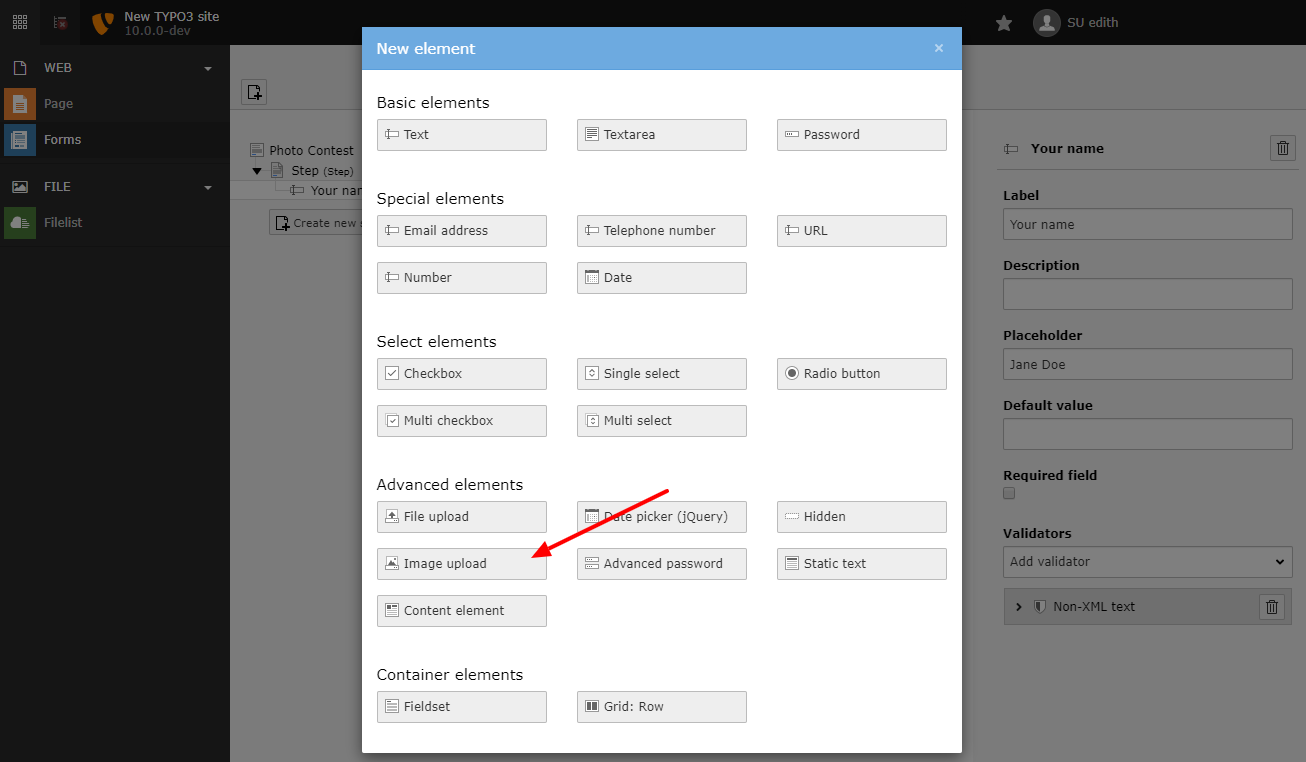 New TYPO3 site
10.0.0-dev
SU edith
WEB
Page
Forms
FILE
Filelist
Photo Contest
Step (Step)
Your nam
Create new s
New element
×
Basic elements
Text
Textarea
Password
Special elements
Email address
Telephone number
URL
Number
Date
Select elements
Checkbox
Single select
Radio button
Multi checkbox
Multi select
Advanced elements
File upload
Date picker (jQuery)
Hidden
Image upload
Advanced password
Static text
Content element
Container elements
Fieldset
Grid: Row
Your name
Label
Your name
Description
Placeholder
Jane Doe
Default value
Required field
Validators
Add validator
Non-XML text